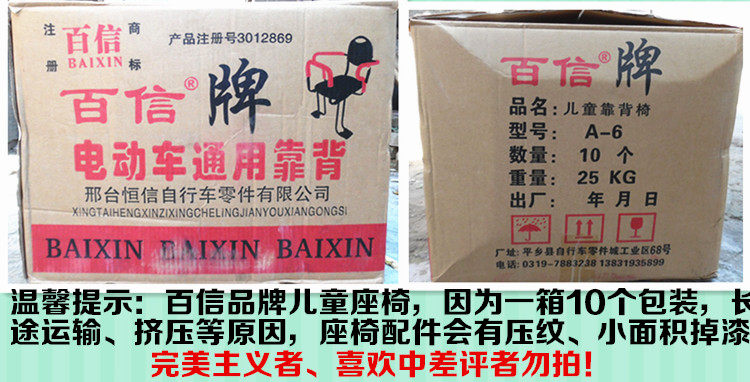 注册
百信
BAIXIN
商标
产品注册号3012869
百信®牌
电动车通用靠背
邢台恒信自行车零件有限公司
XINGTAIHENGXINZIXINGCHELINGJIANYOUXIANGONGSI
BAIXIN BAIXIN BAIXIN
百信®牌
品名：儿童靠背椅
型号： A-6
数量： 10 个
重量： 25 KG
出厂： 年 月 日
厂址：平乡县自行车零件城工业区68号
电话：0319-7883238 13831935899
温馨提示：百信品牌儿童座椅，因为一箱10个包装，长
途运输、挤压等原因，座椅配件会有压纹、小面积掉漆
完美主义者、喜欢中差评者勿拍！